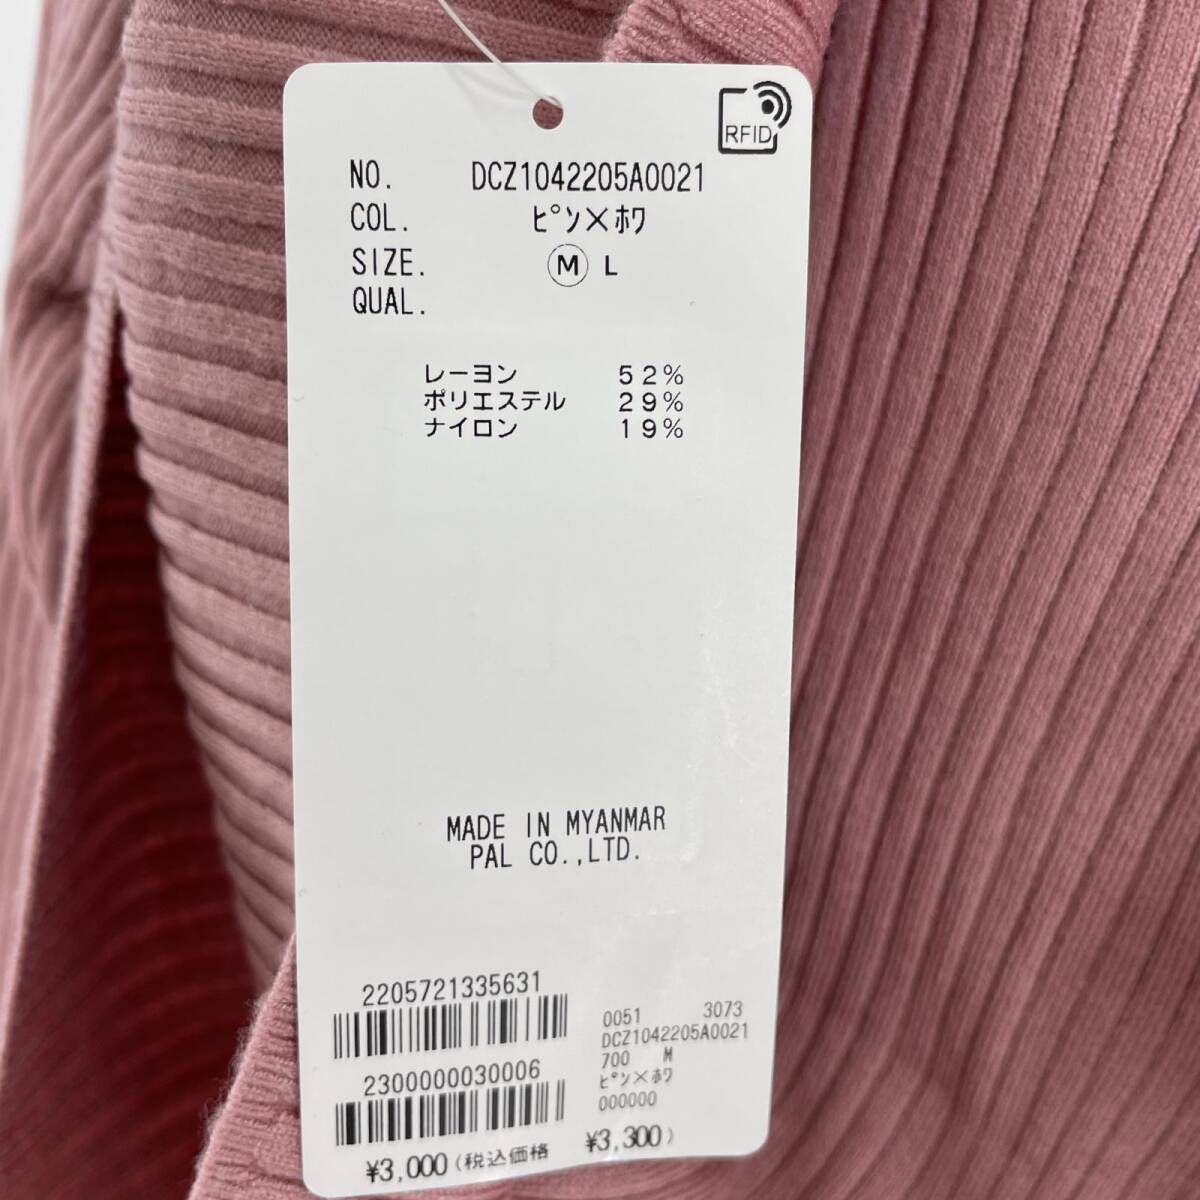 RFID
NO. DCZ1042205A0021
COL. ﾋﾟﾝ×ﾎﾜ
SIZE. Ⓜ L
QUAL.
レーヨン 52%
ポリエステル 29%
ナイロン 19%
MADE IN MYANMAR
PAL CO.,LTD.
2205721335631
2300000030006
0051 3073
DCZ1042205A0021
700 M
ﾋﾟﾝ×ﾎﾜ
000000
¥3,000(税込価格 ¥3,300)